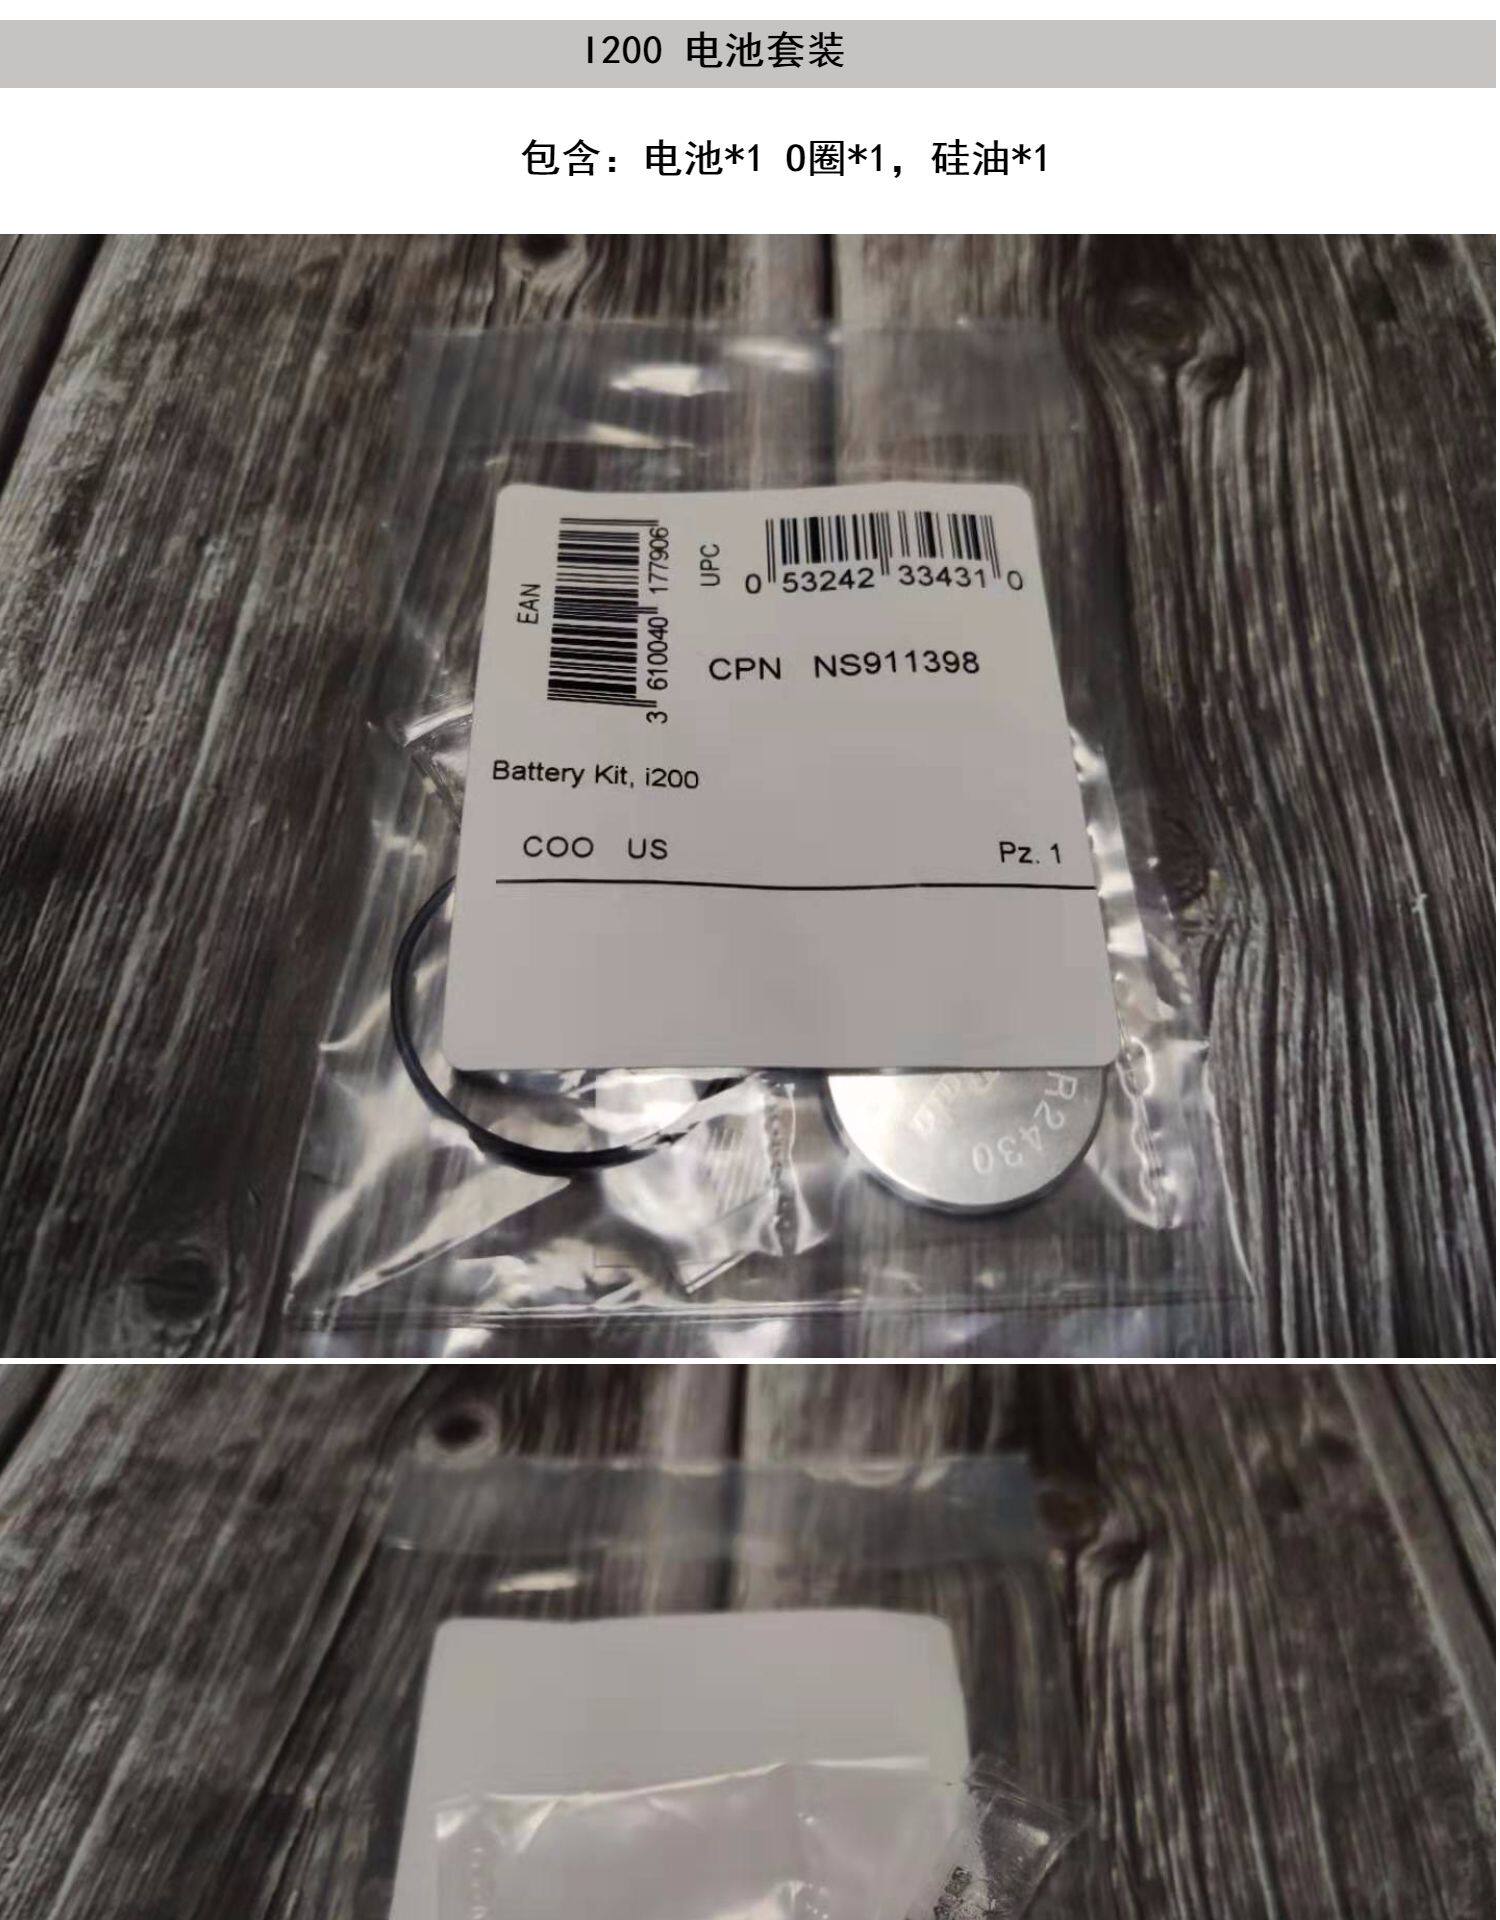 I200 电池套装
包含：电池*1 O圈*1，硅油*1
EAN
3 610040 177906
UPC
0 53242 33431 0
CPN NS911398
Battery Kit, i200
COO US
Pz. 1
R2430